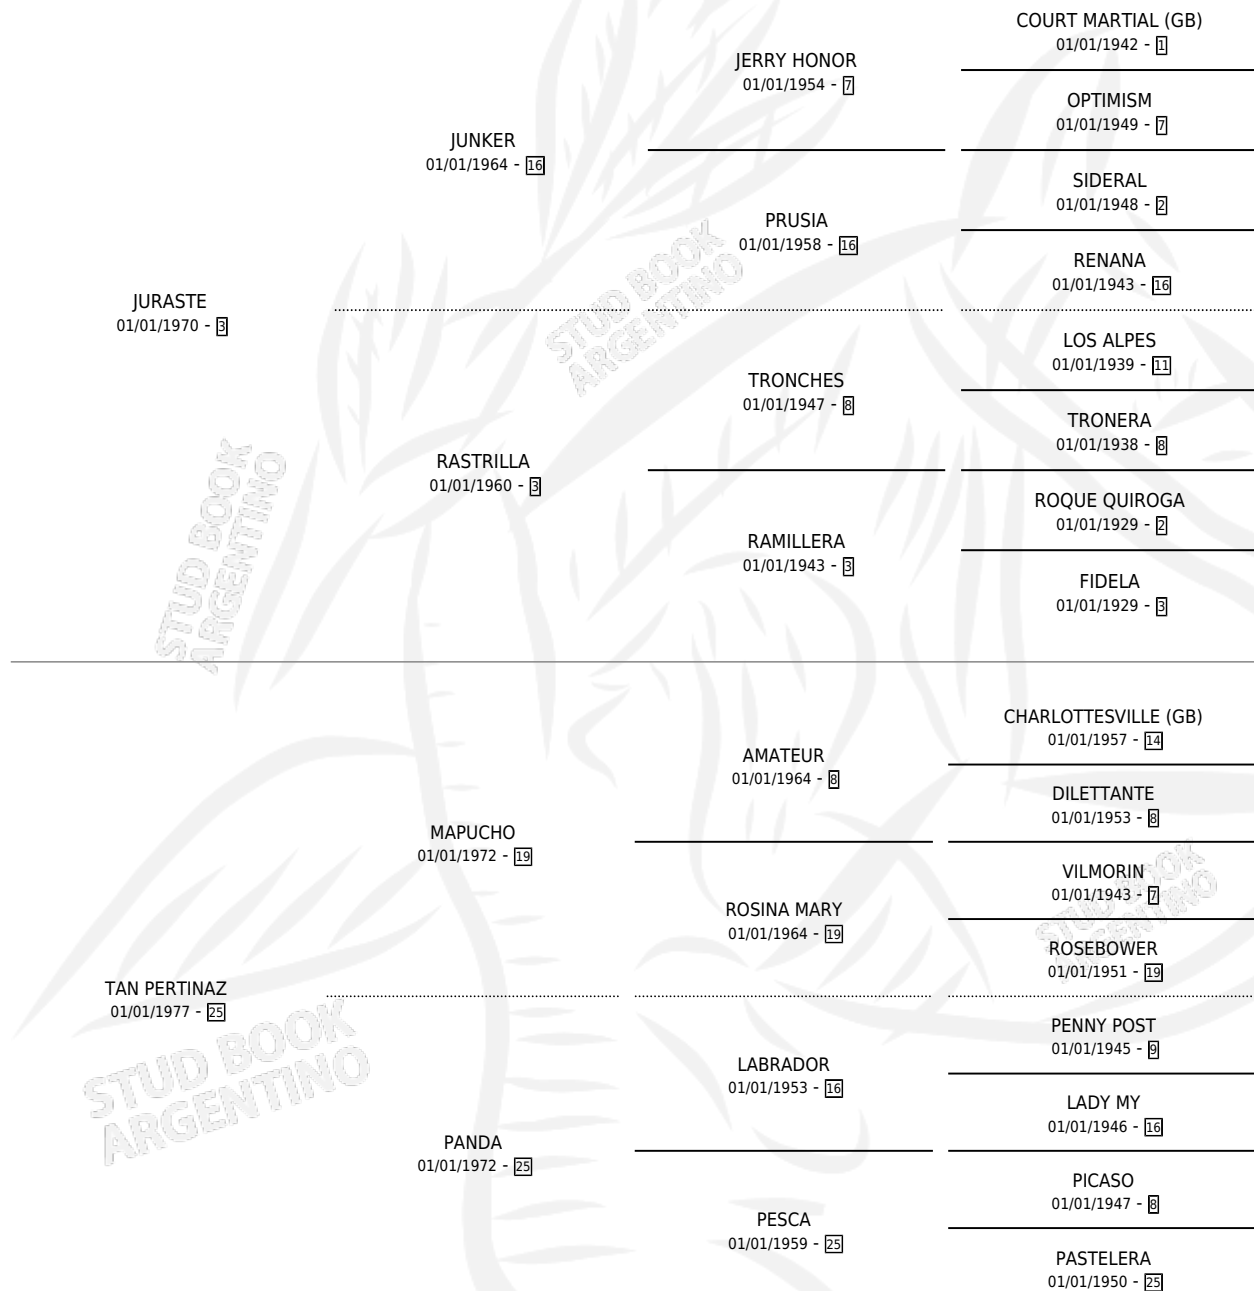 COURT MARTIAL (GB)
01/01/1942 - 1
JERRY HONOR
01/01/1954 - 7
OPTIMISM
01/01/1949 - 7
JUNKER
01/01/1964 - 16
SIDERAL
01/01/1948 - 2
PRUSIA
01/01/1958 - 16
RENANA
01/01/1943 - 16
JURASTE
01/01/1970 - 3
LOS ALPES
01/01/1939 - 11
TRONCHES
01/01/1947 - 8
TRONERA
01/01/1938 - 8
RASTRILLA
01/01/1960 - 3
ROQUE QUIROGA
01/01/1929 - 2
RAMILLERA
01/01/1943 - 3
FIDELA
01/01/1929 - 3
CHARLOTTESVILLE (GB)
01/01/1957 - 14
AMATEUR
01/01/1964 - 8
DILETTANTE
01/01/1953 - 8
MAPUCHO
01/01/1972 - 19
VILMORIN
01/01/1943 - 7
ROSINA MARY
01/01/1964 - 19
ROSEBOWER
01/01/1951 - 19
TAN PERTINAZ
01/01/1977 - 25
PENNY POST
01/01/1945 - 9
LABRADOR
01/01/1953 - 16
LADY MY
01/01/1946 - 16
PANDA
01/01/1972 - 25
PICASO
01/01/1947 - 8
PESCA
01/01/1959 - 25
PASTELERA
01/01/1950 - 25
STUD BOOK
ARGENTINO
STUD BOOK
ARGENTINO
STUD BOOK
ARGENTINO
STUD BOOK
ARGENTINO